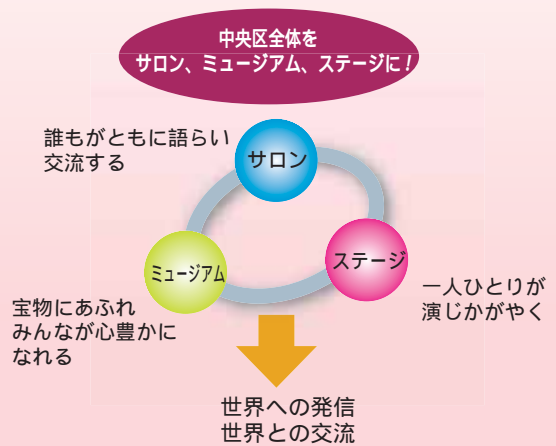 中央区全体を
サロン、ミュージアム、ステージに!
誰もがともに語らい
交流する
サロン
ミュージアム
ステージ
宝物にあふれ
みんなが心豊かに
なれる
一人ひとりが
演じかがやく
世界への発信
世界との交流